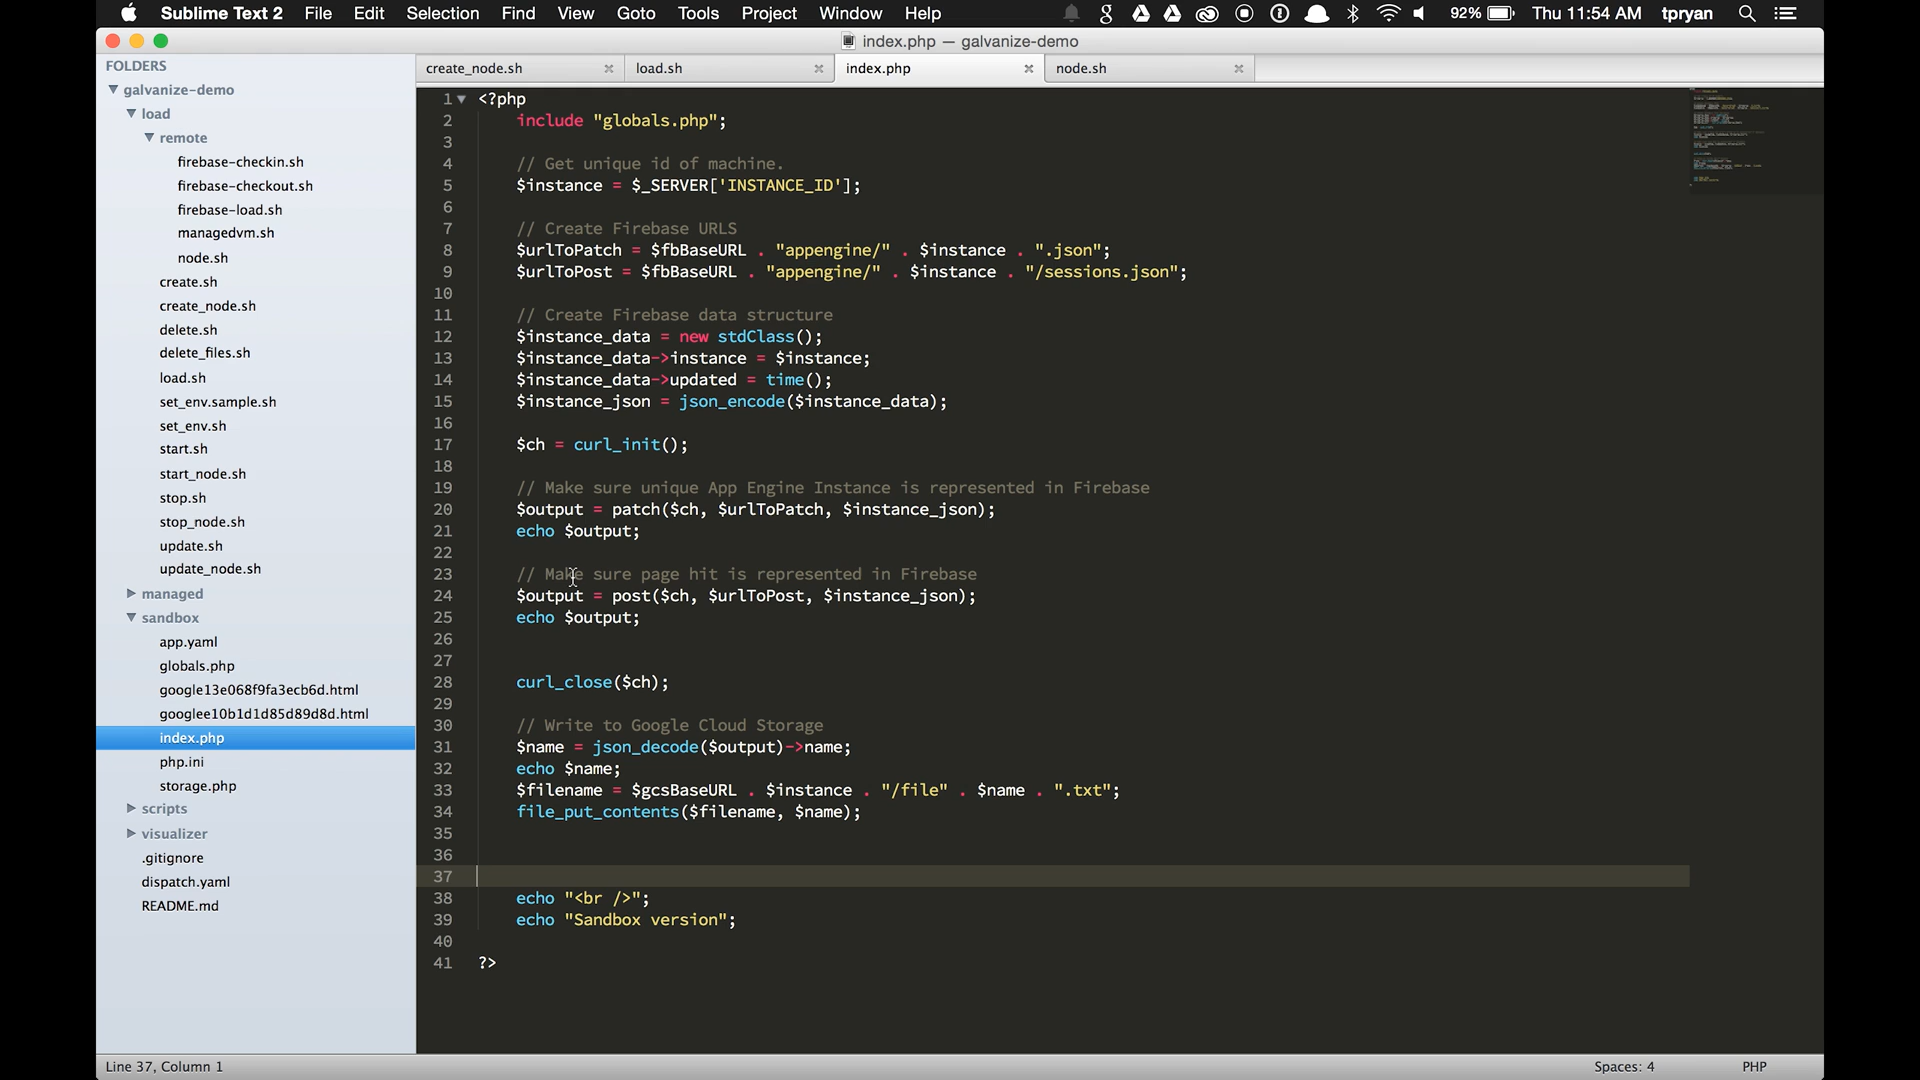 Sublime Text 2 File Edit Selection Find View Goto Tools Project Window Help 92% Thu 11:54 AM tpryan
index.php — galvanize-demo
FOLDERS
galvanize-demo
load
remote
firebase-checkin.sh
firebase-checkout.sh
firebase-load.sh
managedvm.sh
node.sh
create.sh
create_node.sh
delete.sh
delete_files.sh
load.sh
set_env.sample.sh
set_env.sh
start.sh
start_node.sh
stop.sh
stop_node.sh
update.sh
update_node.sh
managed
sandbox
app.yaml
globals.php
google13e068f9fa3ecb6d.html
googlee10b1d1d85d89d8d.html
index.php
php.ini
storage.php
scripts
visualizer
.gitignore
dispatch.yaml
README.md
create_node.sh load.sh index.php node.sh
1 <?php
2 include "globals.php";
3
4 // Get unique id of machine.
5 $instance = $_SERVER['INSTANCE_ID'];
6
7 // Create Firebase URLS
8 $urlToPatch = $fbBaseURL . "appengine/" . $instance . ".json";
9 $urlToPost = $fbBaseURL . "appengine/" . $instance . "/sessions.json";
10
11 // Create Firebase data structure
12 $instance_data = new stdClass();
13 $instance_data->instance = $instance;
14 $instance_data->updated = time();
15 $instance_json = json_encode($instance_data);
16
17 $ch = curl_init();
18
19 // Make sure unique App Engine Instance is represented in Firebase
20 $output = patch($ch, $urlToPatch, $instance_json);
21 echo $output;
22
23 // Make sure page hit is represented in Firebase
24 $output = post($ch, $urlToPost, $instance_json);
25 echo $output;
26
27
28 curl_close($ch);
29
30 // Write to Google Cloud Storage
31 $name = json_decode($output)->name;
32 echo $name;
33 $filename = $gcsBaseURL . $instance . "/file" . $name . ".txt";
34 file_put_contents($filename, $name);
35
36
37
38 echo "<br />";
39 echo "Sandbox version";
40
41 ?>
Line 37, Column 1 Spaces: 4 PHP